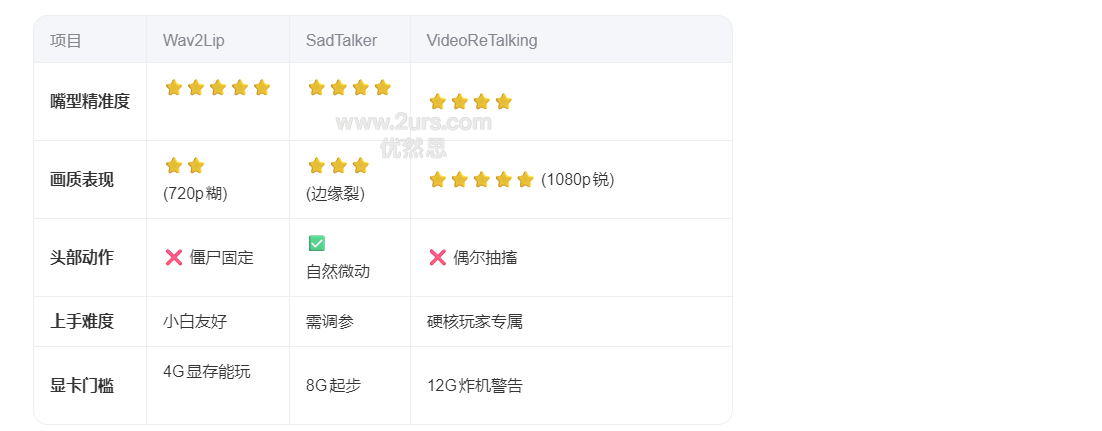 项目 Wav2Lip SadTalker VideoReTalking
嘴型精准度 ⭐⭐⭐⭐⭐ ⭐⭐⭐⭐ ⭐⭐⭐⭐
www.2urs.com
优然思
画质表现 ⭐⭐ (720p糊) ⭐⭐⭐ (边缘裂) ⭐⭐⭐⭐⭐ (1080p锐)
头部动作 ❌ 僵尸固定 ✅ 自然微动 ❌ 偶尔抽搐
上手难度 小白友好 需调参 硬核玩家专属
显卡门槛 4G显存能玩 8G起步 12G炸机警告